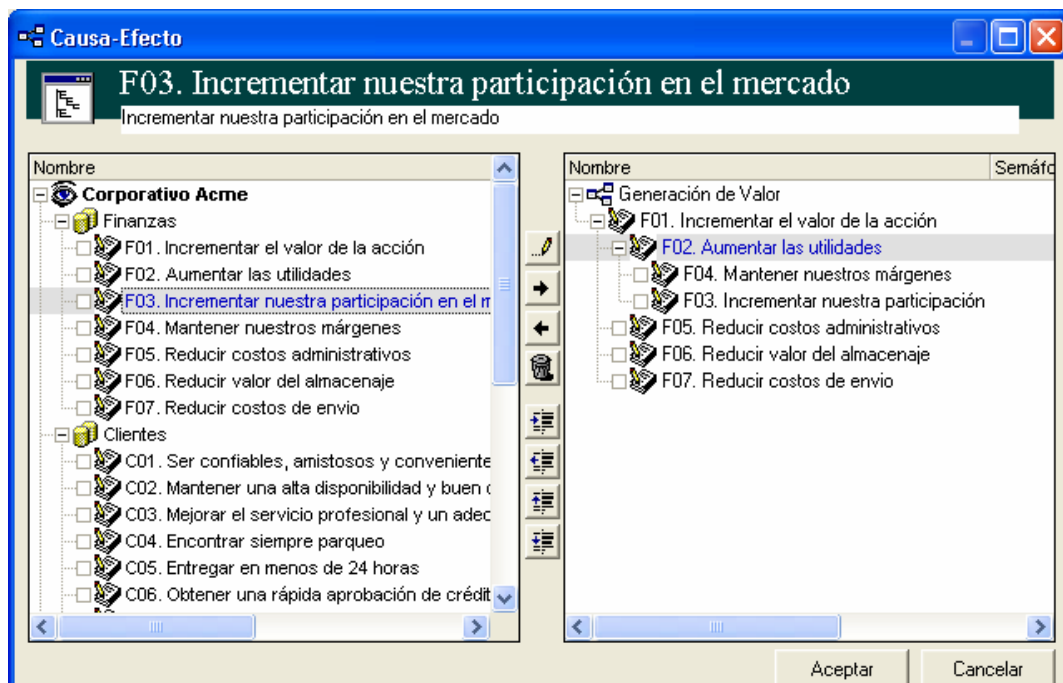 Causa-Efecto
F03. Incrementar nuestra participación en el mercado
Incrementar nuestra participación en el mercado
Nombre
Corporativo Acme
Finanzas
F01. Incrementar el valor de la acción
F02. Aumentar las utilidades
F03. Incrementar nuestra participación en el m
F04. Mantener nuestros márgenes
F05. Reducir costos administrativos
F06. Reducir valor del almacenaje
F07. Reducir costos de envio
Clientes
C01. Ser confiables, amistosos y conveniente
C02. Mantener una alta disponibilidad y buen
C03. Mejorar el servicio profesional y un adec
C04. Encontrar siempre parqueo
C05. Entregar en menos de 24 horas
C06. Obtener una rápida aprobación de crédit
Nombre Semáfo
Generación de Valor
F01. Incrementar el valor de la acción
F02. Aumentar las utilidades
F04. Mantener nuestros márgenes
F03. Incrementar nuestra participación
F05. Reducir costos administrativos
F06. Reducir valor del almacenaje
F07. Reducir costos de envio
Aceptar Cancelar